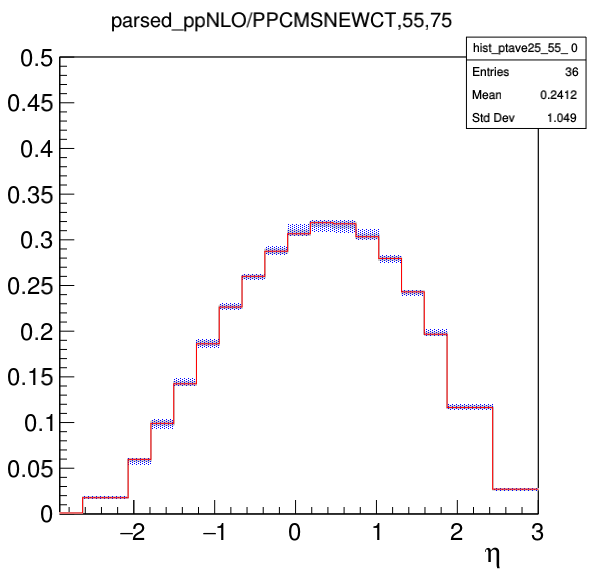 parsed_ppNLO/PPCMSNEWCT,55,75
hist_ptave25_55_ 0
Entries 36
Mean 0.2412
Std Dev 1.049
0.5
0.45
0.4
0.35
0.3
0.25
0.2
0.15
0.1
0.05
0
−2 −1 0 1 2 3
η